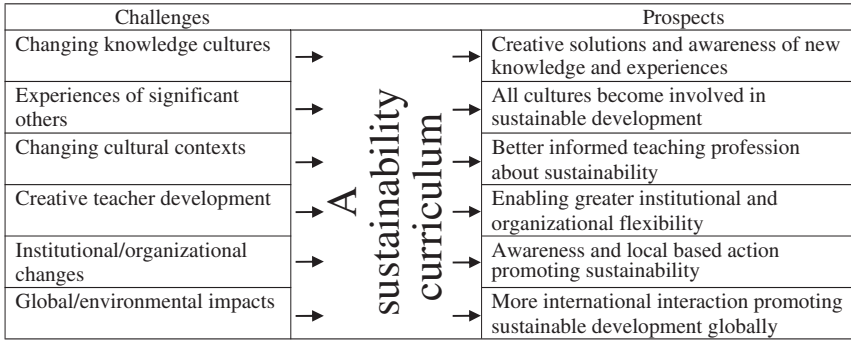 Challenges
Prospects
Changing knowledge cultures
Creative solutions and awareness of new
knowledge and experiences
Experiences of significant
others
All cultures become involved in
sustainable development
Changing cultural contexts
Better informed teaching profession
about sustainability
Creative teacher development
Enabling greater institutional and
organizational flexibility
Institutional/organizational
changes
Awareness and local based action
promoting sustainability
Global/environmental impacts
More international interaction promoting
sustainable development globally
A
sustainability
curriculum